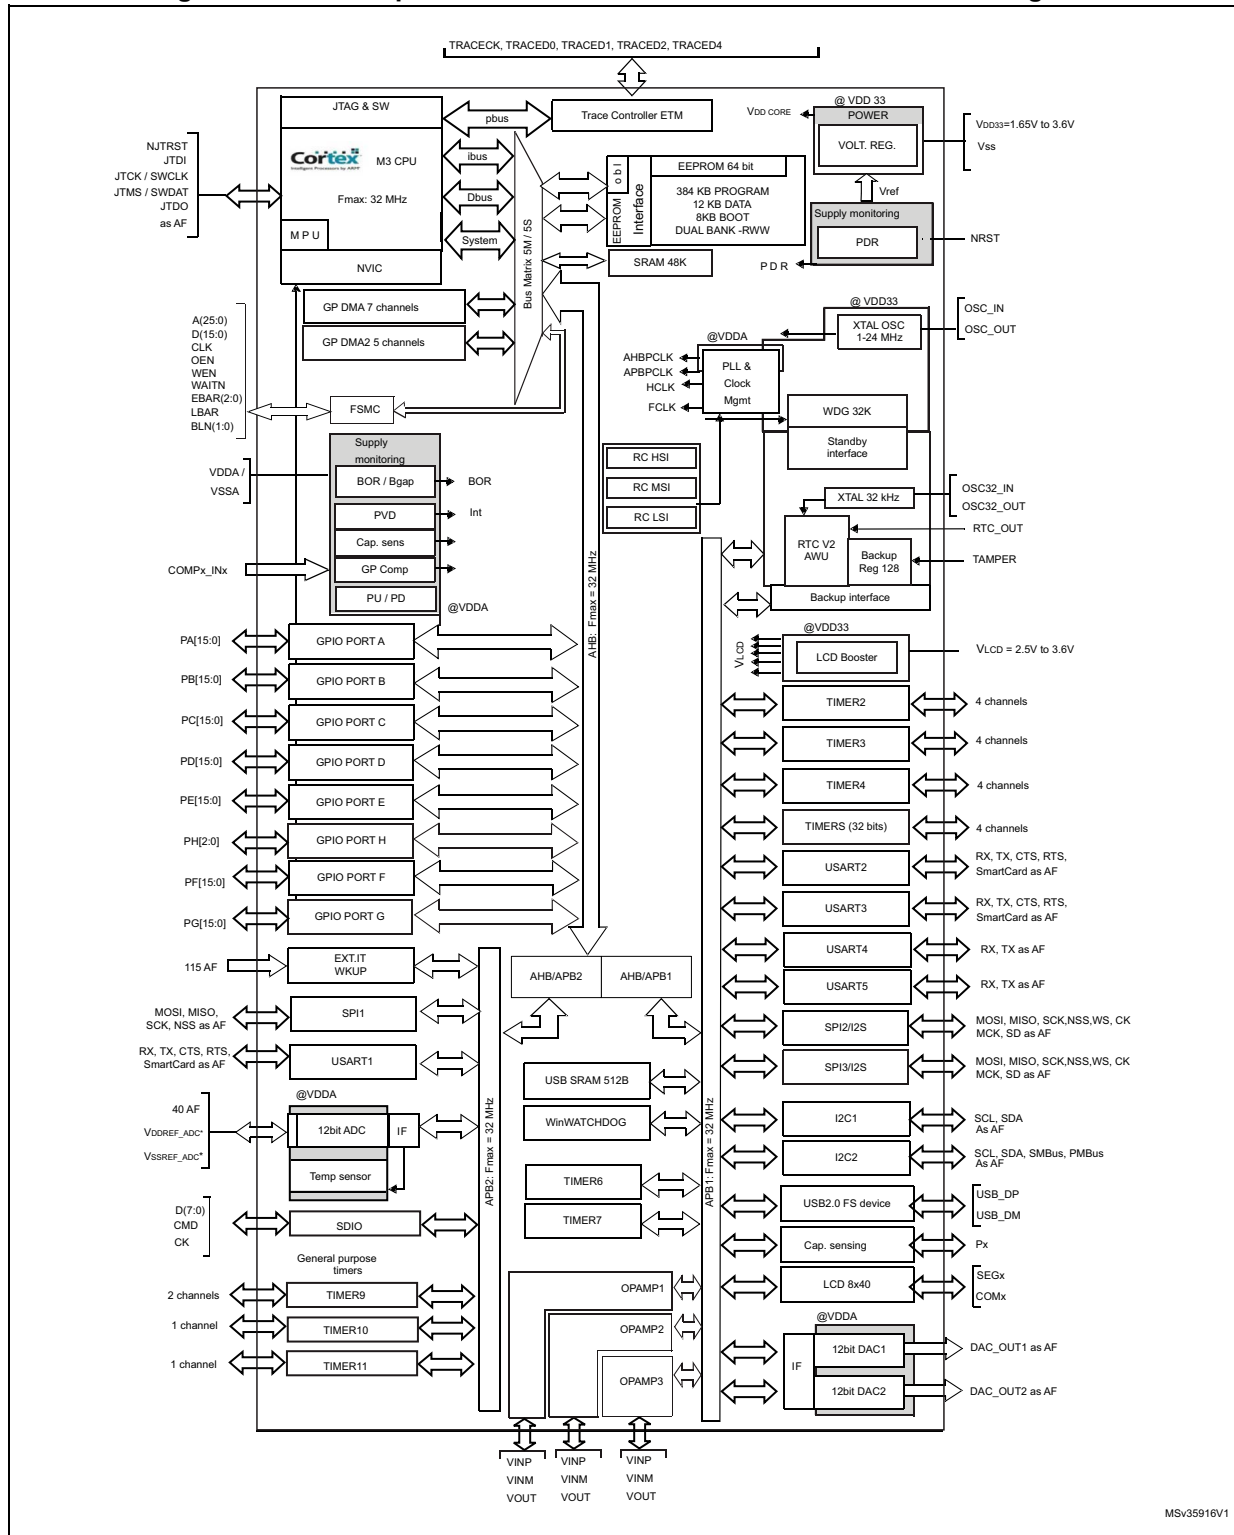 TRACECK, TRACED0, TRACED1, TRACED2, TRACED4
JTAG & SW
pbus
Trace Controller ETM
Cortex
Intelligent Processors by ARM
M3 CPU
Fmax: 32 MHz
M P U
NVIC
ibus
Dbus
System
Bus Matrix 5M / 5S
NJTRST
JTDI
JTCK / SWCLK
JTMS / SWDAT
JTDO
as AF
EEPROM
o b l
Interface
EEPROM 64 bit
384 KB PROGRAM
12 KB DATA
8KB BOOT
DUAL BANK -RWW
SRAM 48K
@ VDD 33
VDD CORE
POWER
VOLT. REG.
VDD33=1.65V to 3.6V
Vss
Vref
Supply monitoring
PDR
NRST
P D R
GP DMA 7 channels
GP DMA2 5 channels
A(25:0)
D(15:0)
CLK
OEN
WEN
WAITN
EBAR(2:0)
LBAR
BLN(1:0)
FSMC
@ VDD33
XTAL OSC
1-24 MHz
OSC_IN
OSC_OUT
@VDDA
PLL &
Clock
Mgmt
AHBPCLK
APBPCLK
HCLK
FCLK
WDG 32K
Standby
interface
RC HSI
RC MSI
RC LSI
XTAL 32 kHz
OSC32_IN
OSC32_OUT
RTC V2
AWU
RTC_OUT
Backup
Reg 128
TAMPER
Backup interface
Supply
monitoring
VDDA /
VSSA
BOR / Bgap
BOR
PVD
Int
Cap. sens
COMPx_INx
GP Comp
PU / PD
@VDDA
AHB: Fmax = 32 MHz
PA[15:0]
GPIO PORT A
PB[15:0]
GPIO PORT B
PC[15:0]
GPIO PORT C
PD[15:0]
GPIO PORT D
PE[15:0]
GPIO PORT E
PH[2:0]
GPIO PORT H
PF[15:0]
GPIO PORT F
PG[15:0]
GPIO PORT G
@VDD33
VLCD
LCD Booster
VLCD = 2.5V to 3.6V
TIMER2
4 channels
TIMER3
4 channels
TIMER4
4 channels
TIMERS (32 bits)
4 channels
USART2
RX, TX, CTS, RTS,
SmartCard as AF
USART3
RX, TX, CTS, RTS,
SmartCard as AF
USART4
RX, TX as AF
USART5
RX, TX as AF
SPI2/I2S
MOSI, MISO, SCK,NSS,WS, CK
MCK, SD as AF
SPI3/I2S
MOSI, MISO, SCK,NSS,WS, CK
MCK, SD as AF
I2C1
SCL, SDA
As AF
I2C2
SCL, SDA, SMBus, PMBus
As AF
USB2.0 FS device
USB_DP
USB_DM
Cap. sensing
Px
LCD 8x40
SEGx
COMx
@VDDA
IF
12bit DAC1
DAC_OUT1 as AF
12bit DAC2
DAC_OUT2 as AF
AHB/APB2
AHB/APB1
115 AF
EXT.IT
WKUP
MOSI, MISO,
SCK, NSS as AF
SPI1
RX, TX, CTS, RTS,
SmartCard as AF
USART1
@VDDA
40 AF
VDDREF_ADC*
VSSREF_ADC*
12bit ADC
IF
Temp sensor
D(7:0)
CMD
CK
SDIO
General purpose
timers
2 channels
TIMER9
1 channel
TIMER10
1 channel
TIMER11
APB2: Fmax = 32 MHz
USB SRAM 512B
WinWATCHDOG
TIMER6
TIMER7
APB1: Fmax = 32 MHz
OPAMP1
OPAMP2
OPAMP3
VINP
VINM
VOUT
VINP
VINM
VOUT
VINP
VINM
VOUT
MSv35916V1